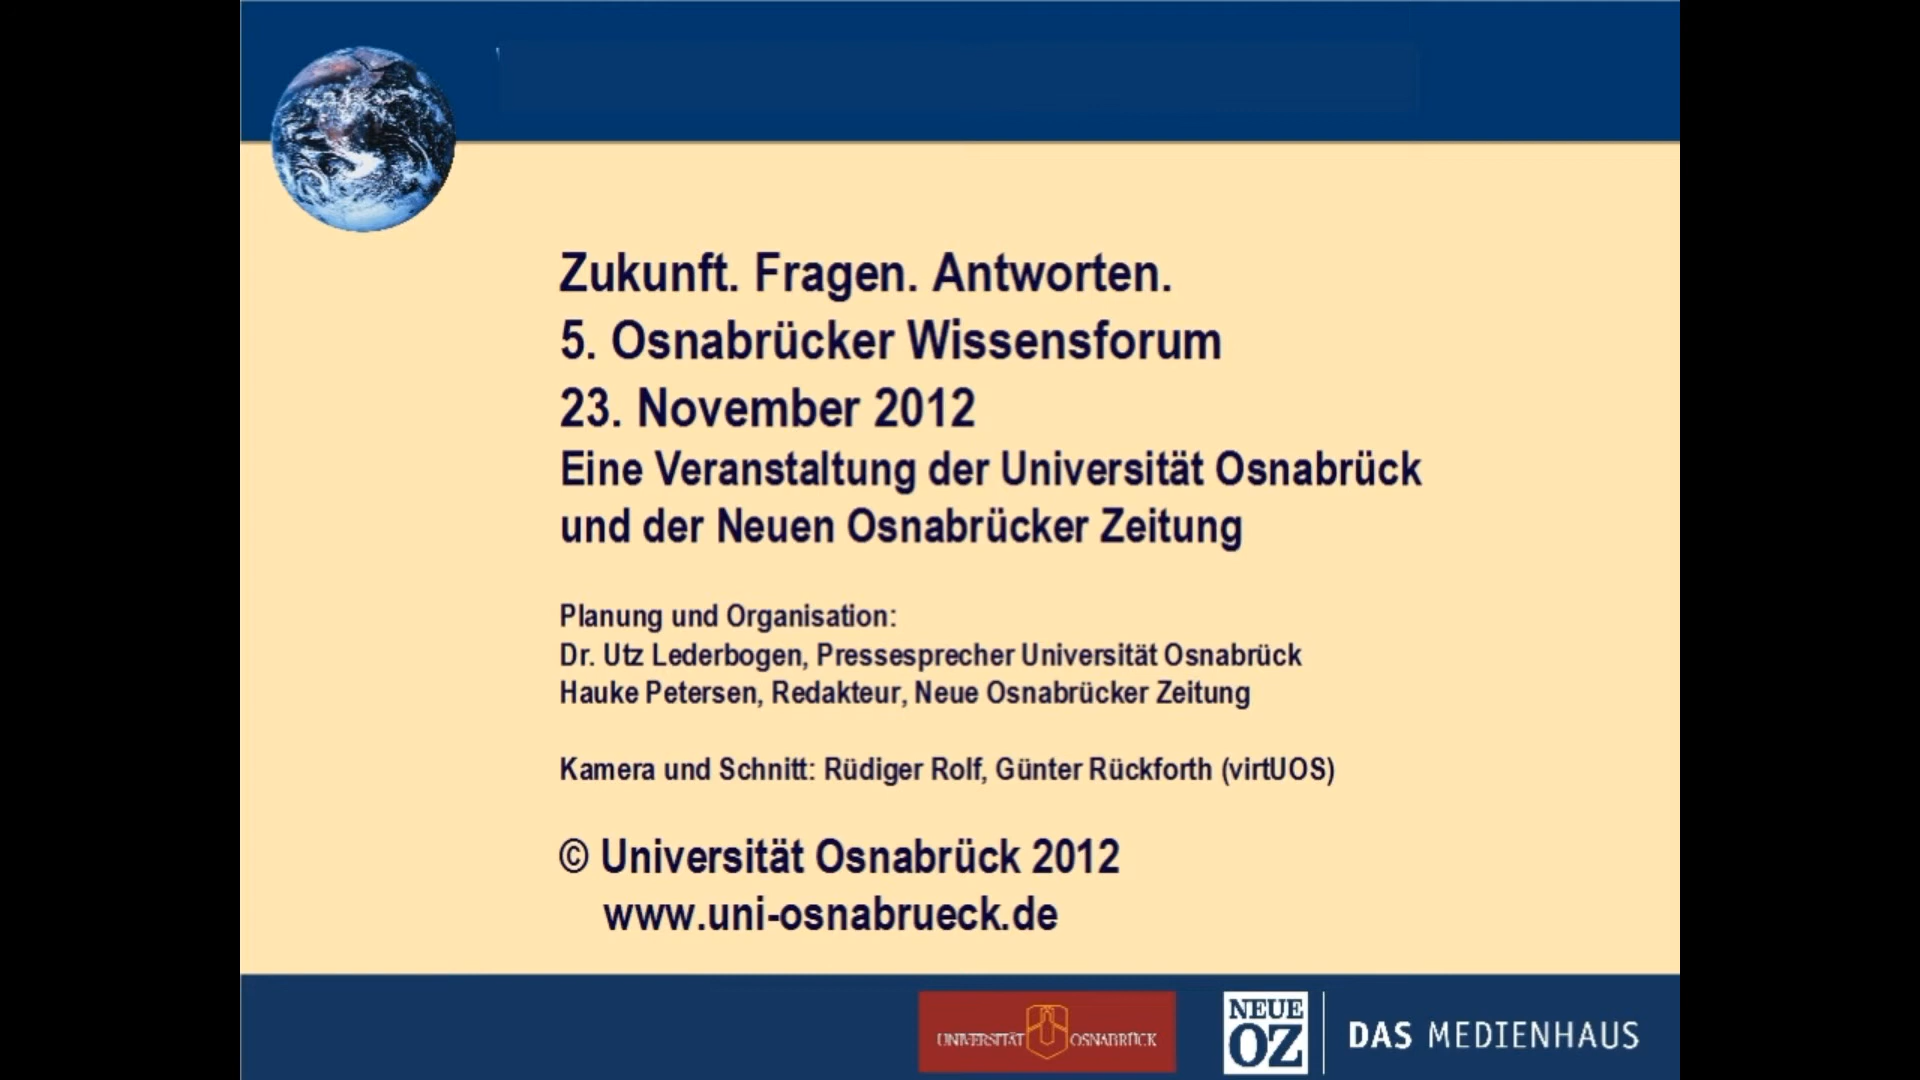 Zukunft. Fragen. Antworten.
5. Osnabrücker Wissensforum
23. November 2012
Eine Veranstaltung der Universität Osnabrück
und der Neuen Osnabrücker Zeitung
Planung und Organisation:
Dr. Utz Lederbogen, Pressesprecher Universität Osnabrück
Hauke Petersen, Redakteur, Neue Osnabrücker Zeitung
Kamera und Schnitt: Rüdiger Rolf, Günter Rückforth (virtUOS)
© Universität Osnabrück 2012
www.uni-osnabrueck.de
UNIVERSITÄT OSNABRÜCK
NEUE
OZ
DAS MEDIENHAUS